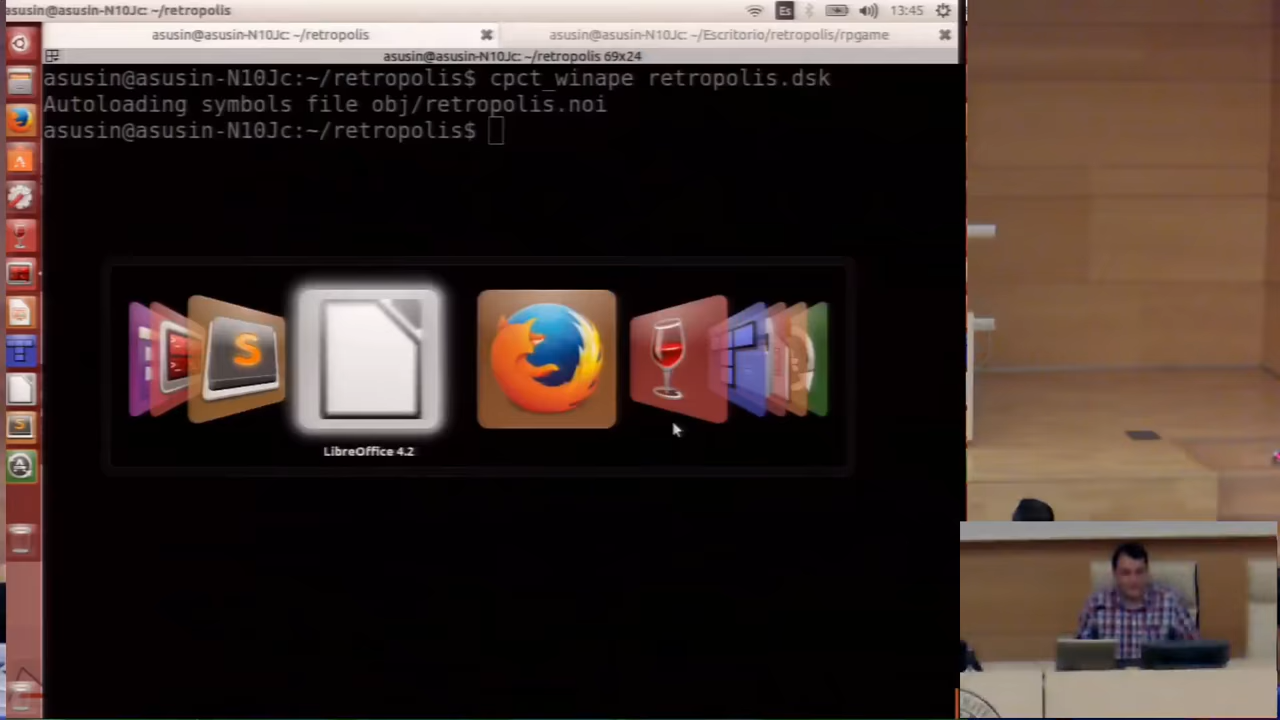 asusin@asusin-N10Jc: ~/retropolis
Es
13:45
asusin@asusin-N10Jc: ~/retropolis
asusin@asusin-N10Jc: ~/Escritorio/retropolis/rpgame
asusin@asusin-N10Jc: ~/retropolis 69x24
asusin@asusin-N10Jc:~/retropolis$ cpct_winape retropolis.dsk
Autoloading symbols file obj/retropolis.noi
asusin@asusin-N10Jc:~/retropolis$
S
LibreOffice 4.2